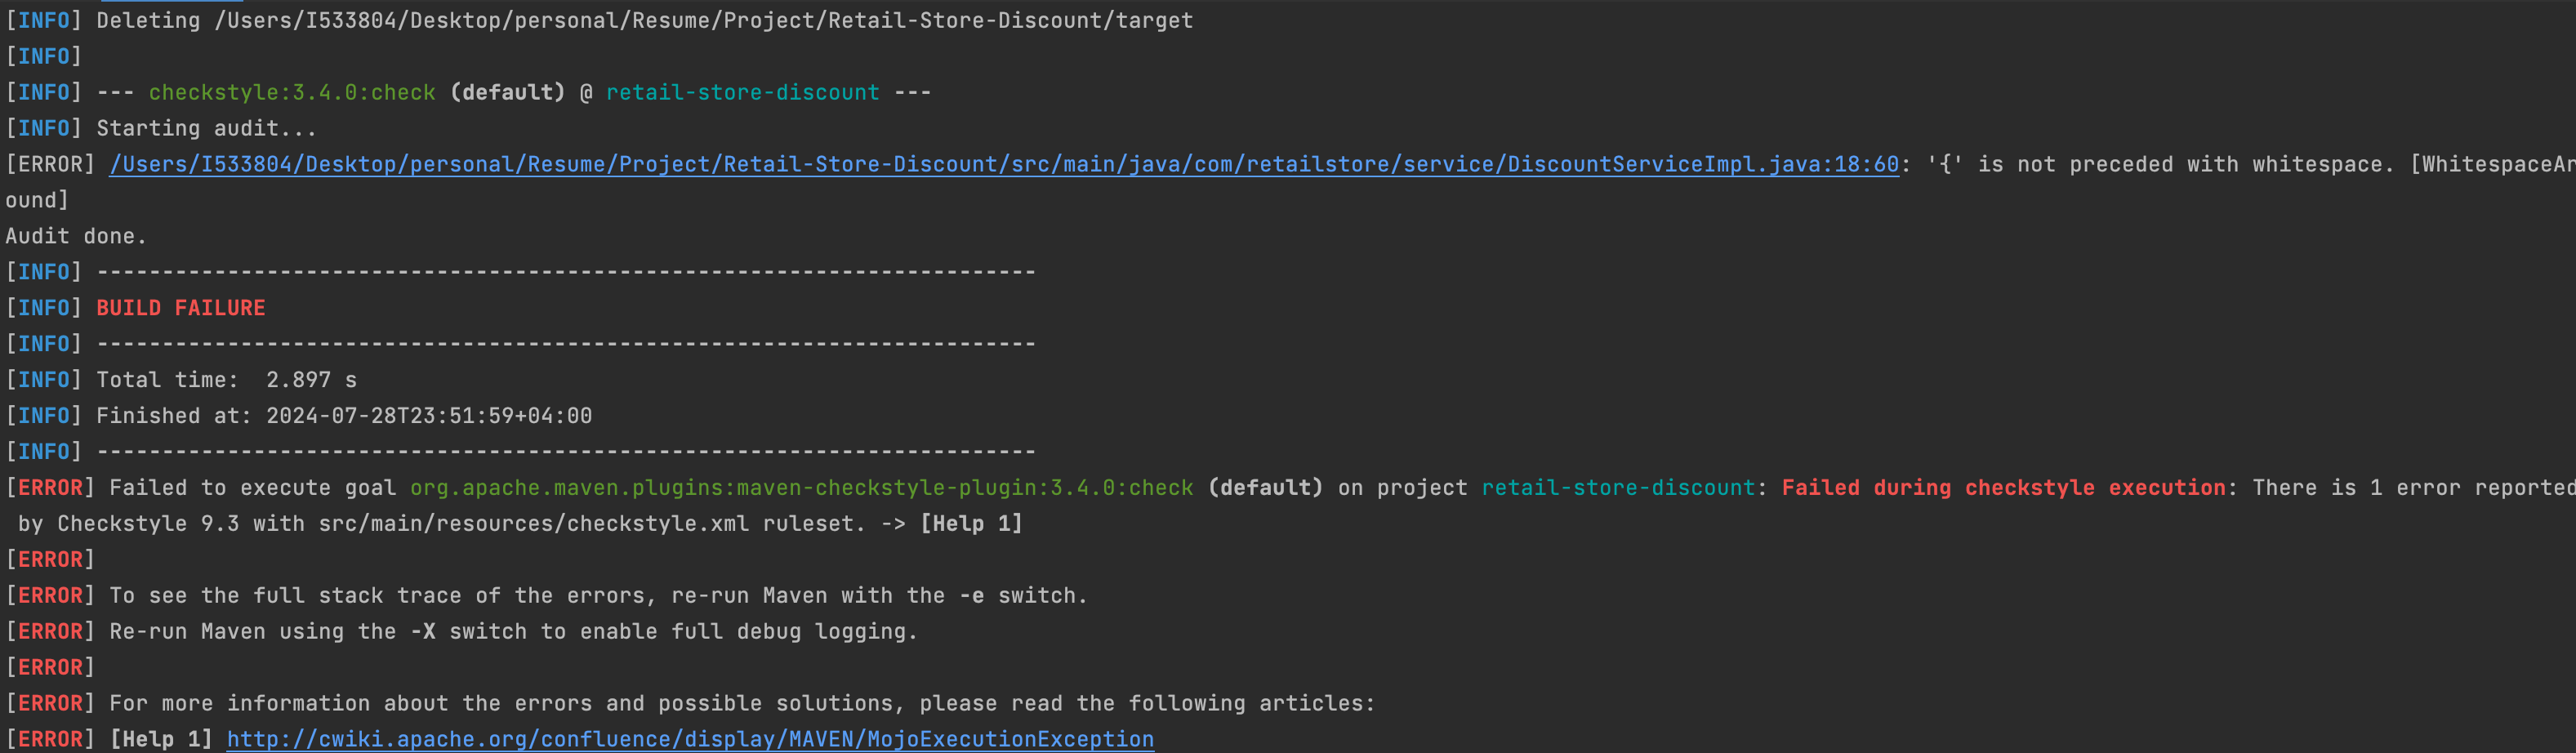 [INFO] Deleting /Users/I533804/Desktop/personal/Resume/Project/Retail-Store-Discount/target
[INFO]
[INFO] --- checkstyle:3.4.0:check (default) @ retail-store-discount ---
[INFO] Starting audit...
[ERROR] /Users/I533804/Desktop/personal/Resume/Project/Retail-Store-Discount/src/main/java/com/retailstore/service/DiscountServiceImpl.java:18:60: '{' is not preceded with whitespace. [WhitespaceAr
ound]
Audit done.
[INFO] ------------------------------------------------------------------------
[INFO] BUILD FAILURE
[INFO] ------------------------------------------------------------------------
[INFO] Total time:  2.897 s
[INFO] Finished at: 2024-07-28T23:51:59+04:00
[INFO] ------------------------------------------------------------------------
[ERROR] Failed to execute goal org.apache.maven.plugins:maven-checkstyle-plugin:3.4.0:check (default) on project retail-store-discount: Failed during checkstyle execution: There is 1 error reported
 by Checkstyle 9.3 with src/main/resources/checkstyle.xml ruleset. -> [Help 1]
[ERROR]
[ERROR] To see the full stack trace of the errors, re-run Maven with the -e switch.
[ERROR] Re-run Maven using the -X switch to enable full debug logging.
[ERROR]
[ERROR] For more information about the errors and possible solutions, please read the following articles:
[ERROR] [Help 1] http://cwiki.apache.org/confluence/display/MAVEN/MojoExecutionException